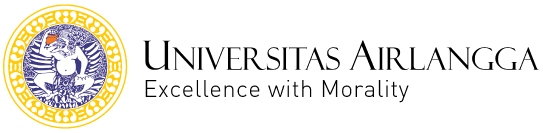 UNIVERSITAS AIRLANGGA
Excellence with Morality